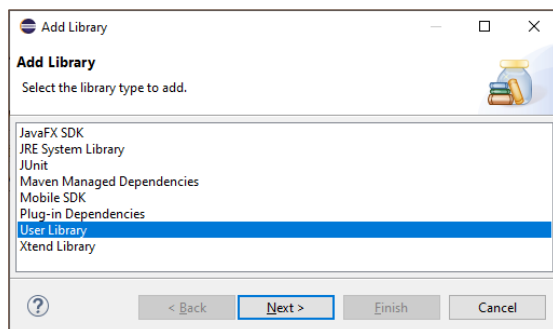 Add Library
Add Library
Select the library type to add.
JavaFX SDK
JRE System Library
JUnit
Maven Managed Dependencies
Mobile SDK
Plug-in Dependencies
User Library
Xtend Library
? < Back Next > Finish Cancel